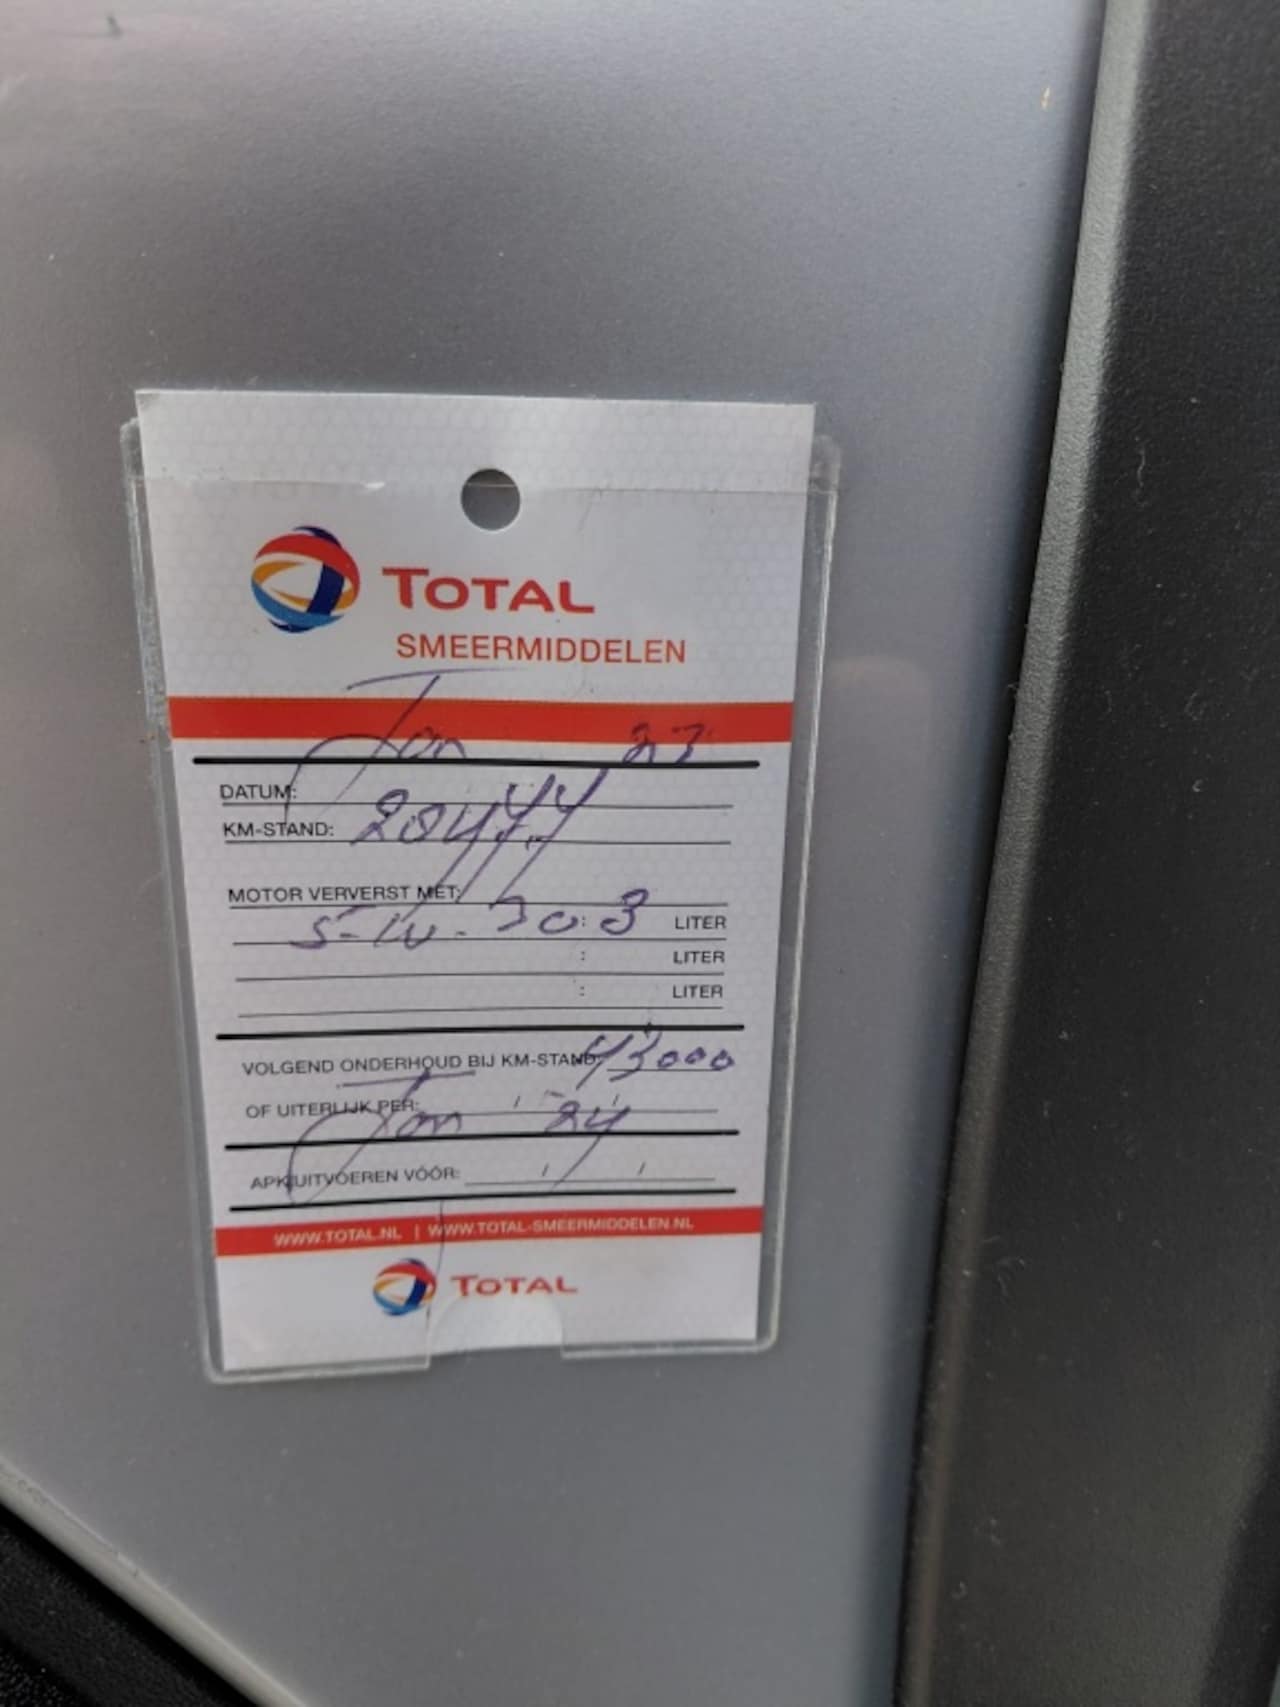 TOTAL
SMEERMIDDELEN
Jan 23
DATUM:
KM-STAND: 28444
MOTOR VERVERST MET:
5-W-30 : 3 LITER
: LITER
: LITER
VOLGEND ONDERHOUD BIJ KM-STAND: 43000
OF UITERLIJK PER: / /
Jan 24
APK UITVOEREN VÓÓR: / /
WWW.TOTAL.NL | WWW.TOTAL-SMEERMIDDELEN.NL
TOTAL